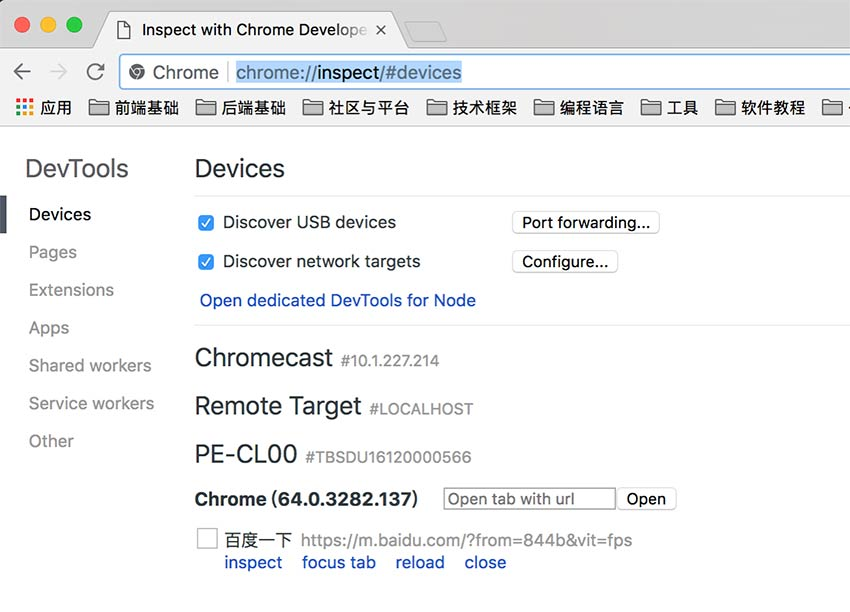 Inspect with Chrome Develope
Chrome chrome://inspect/#devices
应用 前端基础 后端基础 社区与平台 技术框架 编程语言 工具 软件教程
DevTools
Devices
Pages
Extensions
Apps
Shared workers
Service workers
Other
Devices
Discover USB devices Port forwarding...
Discover network targets Configure...
Open dedicated DevTools for Node
Chromecast #10.1.227.214
Remote Target #LOCALHOST
PE-CL00 #TBSDU16120000566
Chrome (64.0.3282.137) Open tab with url Open
百度一下 https://m.baidu.com/?from=844b&vit=fps
inspect focus tab reload close